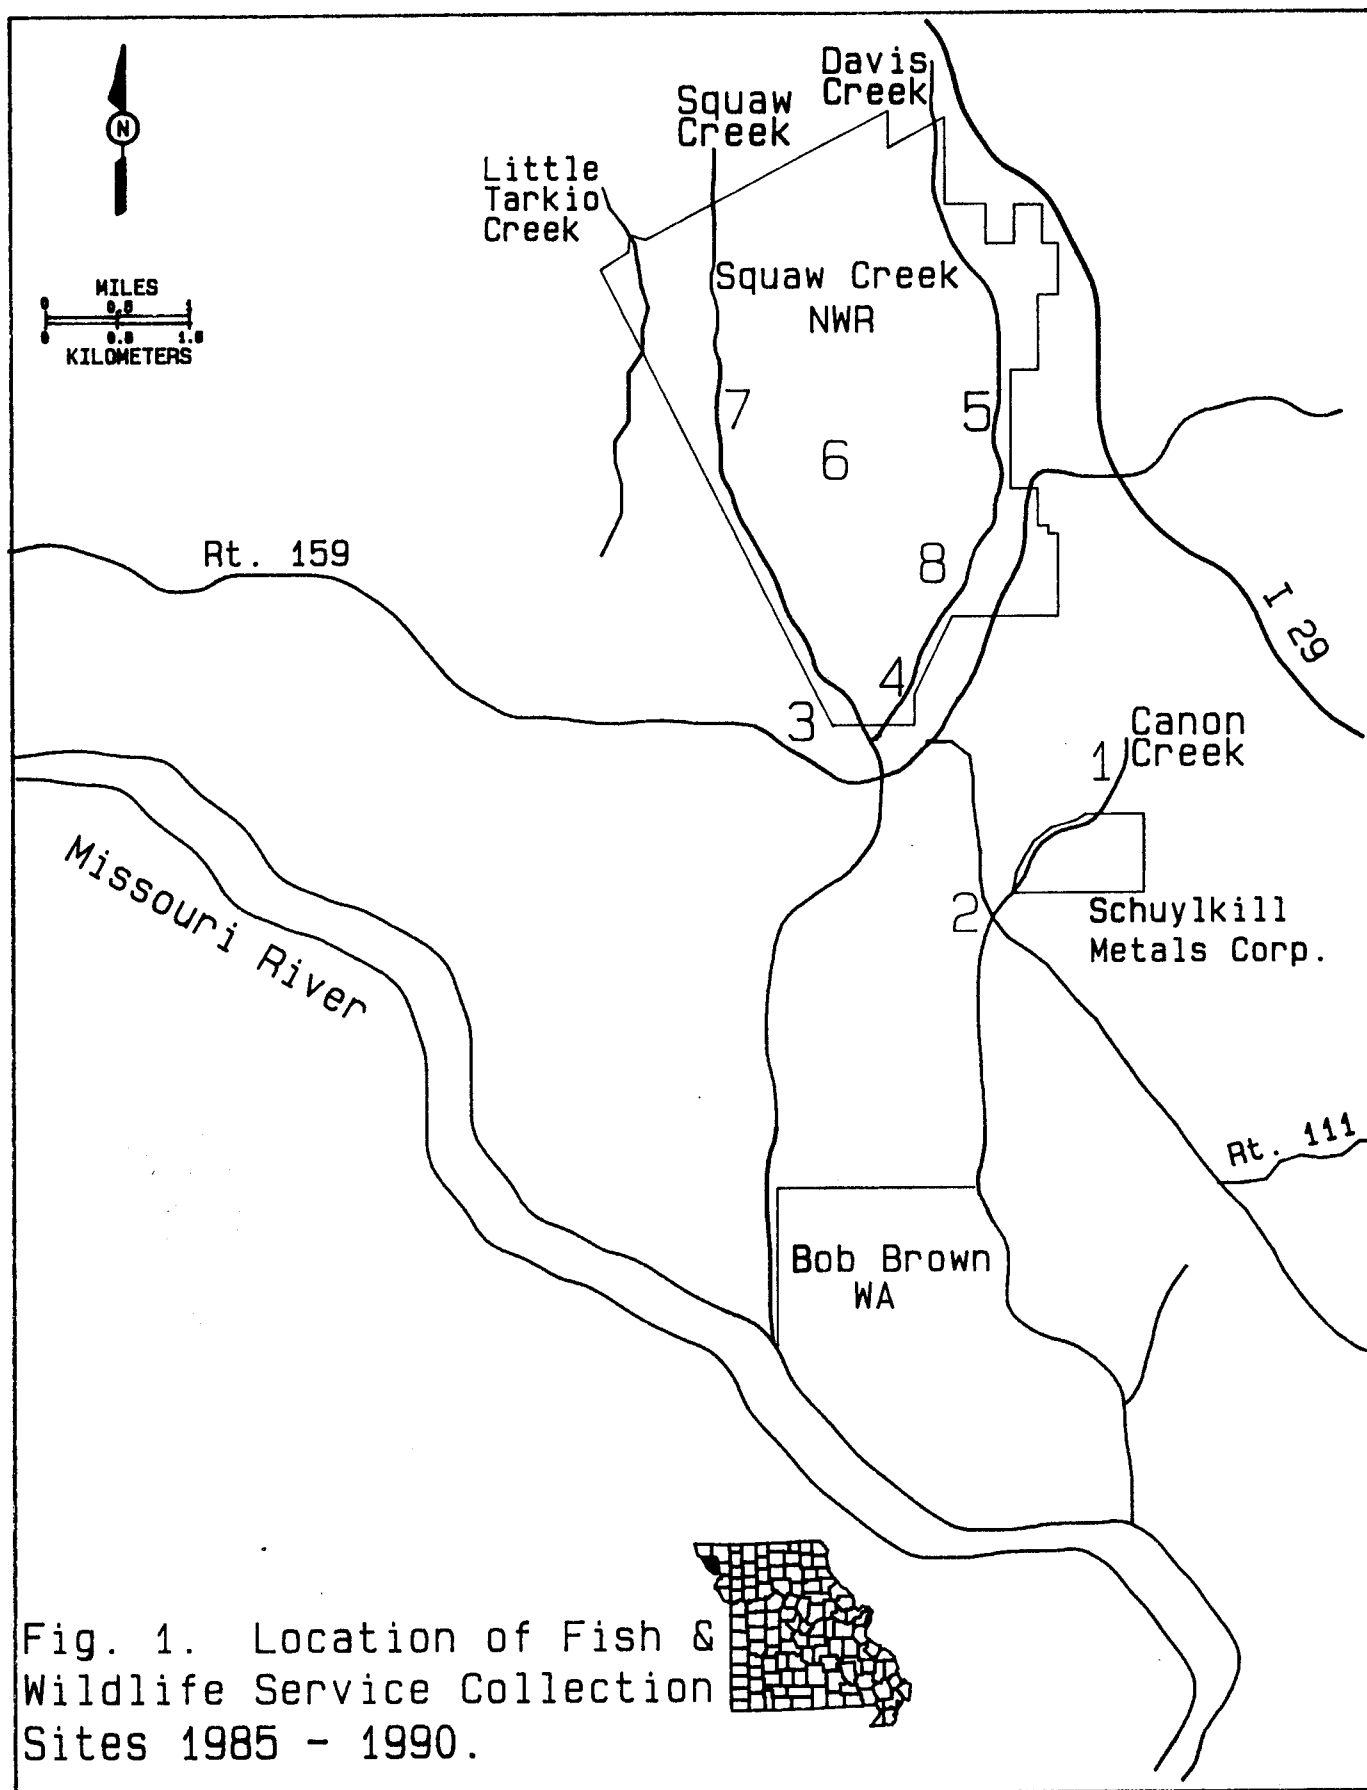 Davis
Creek
Squaw
Creek
Little
Tarkio
Creek
N
MILES
0 0.5 1
0 0.8 1.6
KILOMETERS
Squaw Creek
NWR
7
5
6
8
Rt. 159
I 29
4
3
Canon
Creek
1
2
Schuylkill
Metals Corp.
Missouri River
Rt. 111
Bob Brown
WA
Fig. 1. Location of Fish &
Wildlife Service Collection
Sites 1985 - 1990.